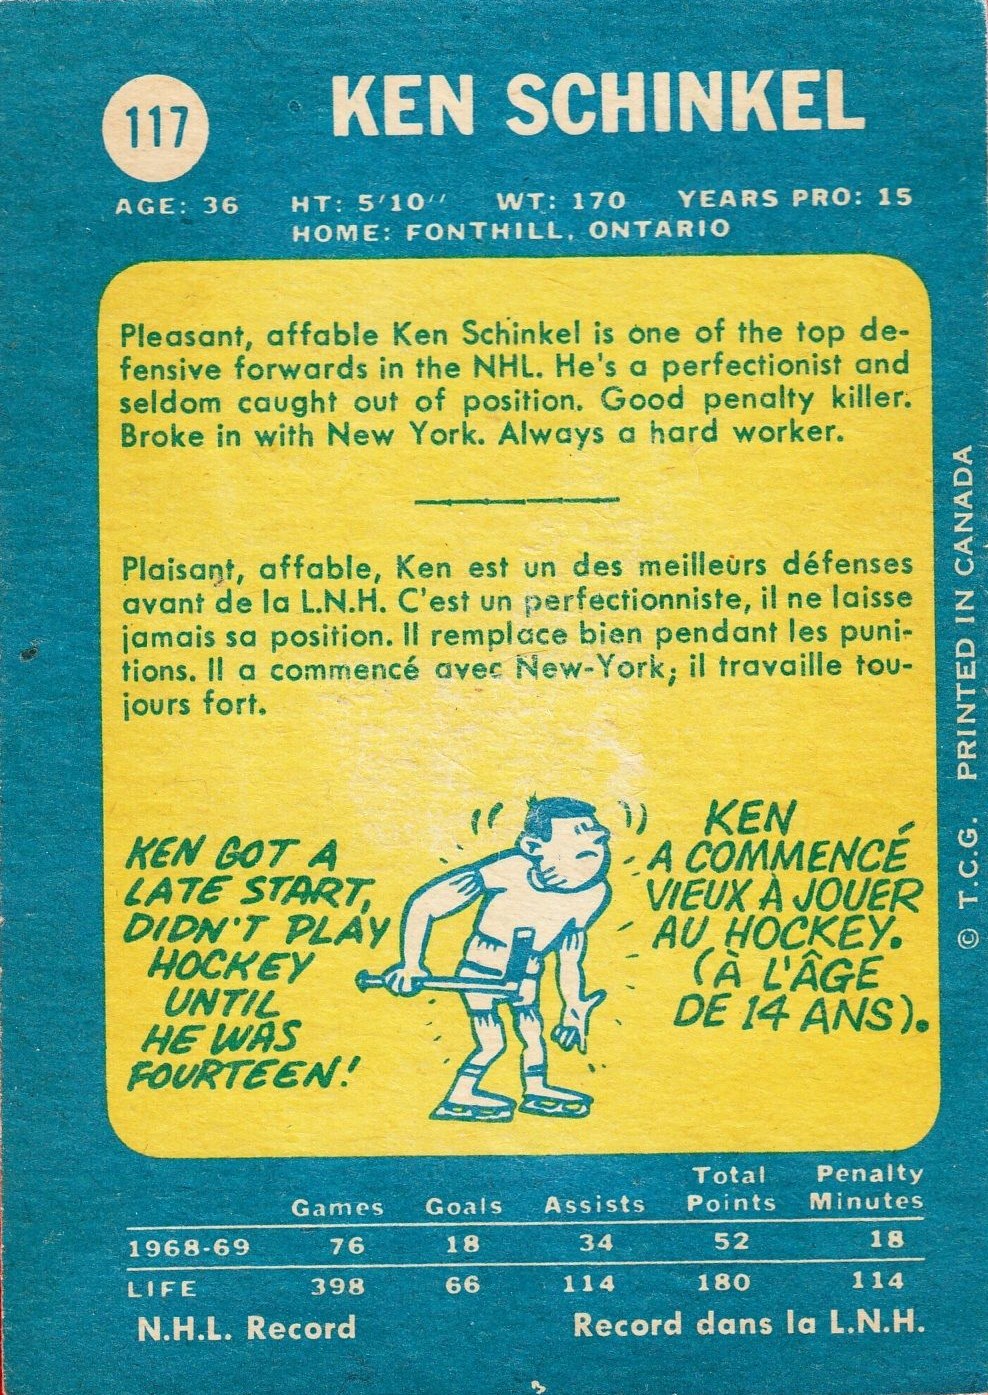 117
KEN SCHINKEL
AGE: 36 HT: 5'10" WT: 170 YEARS PRO: 15
HOME: FONTHILL, ONTARIO
Pleasant, affable Ken Schinkel is one of the top de-
fensive forwards in the NHL. He's a perfectionist and
seldom caught out of position. Good penalty killer.
Broke in with New York. Always a hard worker.
Plaisant, affable, Ken est un des meilleurs défenses
avant de la L.N.H. C'est un perfectionniste, il ne laisse
jamais sa position. Il remplace bien pendant les puni-
tions. Il a commencé avec New-York; il travaille tou-
jours fort.
KEN GOT A
LATE START,
DIDN'T PLAY
HOCKEY
UNTIL
HE WAS
FOURTEEN!
KEN
A COMMENCÉ
VIEUX À JOUER
AU HOCKEY.
(À L'ÂGE
DE 14 ANS).
© T.C.G. PRINTED IN CANADA
Games Goals Assists Total Points Penalty Minutes
1968-69 76 18 34 52 18
LIFE 398 66 114 180 114
N.H.L. Record Record dans la L.N.H.